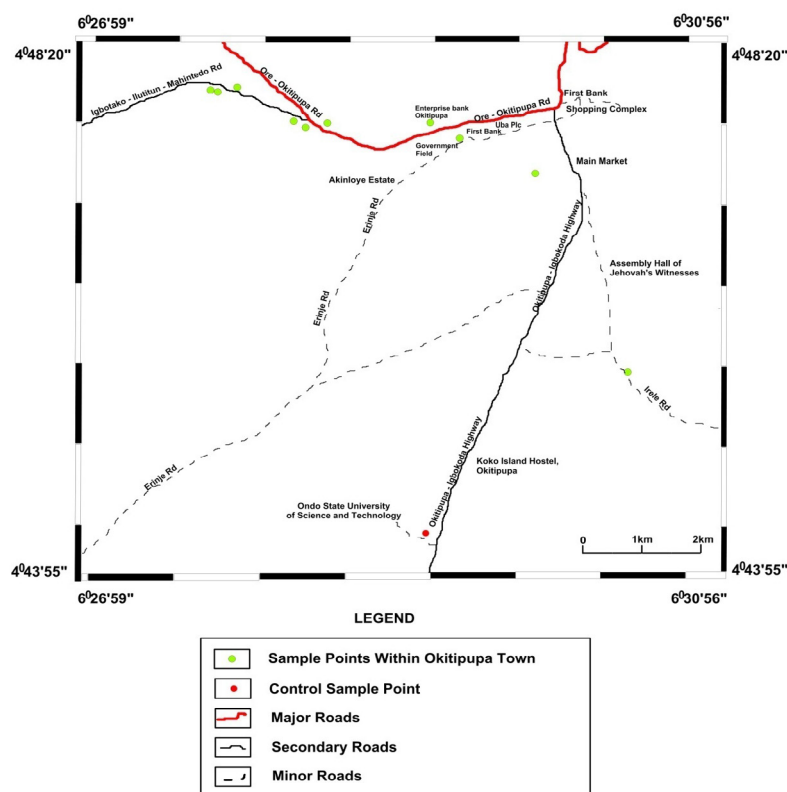 6⁰26'59"
6⁰30'56"
4⁰48'20"
4⁰48'20"
Igbotako - Ilutitun - Mahintedo Rd
Ore - Okitipupa Rd
Enterprise bank
Okitipupa
Ore - Okitipupa Rd
First Bank
Shopping Complex
Uba Plc
First Bank
Government
Field
Main Market
Akinloye Estate
Erinje Rd
Okitipupa - Igbokoda Highway
Assembly Hall of
Jehovah's Witnesses
Erinje Rd
Irele Rd
Erinje Rd
Okitipupa - Igbokoda Highway
Koko Island Hostel,
Okitipupa
Ondo State University
of Science and Technology
0 1km 2km
4⁰43'55"
4⁰43'55"
6⁰26'59"
6⁰30'56"
LEGEND
Sample Points Within Okitipupa Town
Control Sample Point
Major Roads
Secondary Roads
Minor Roads